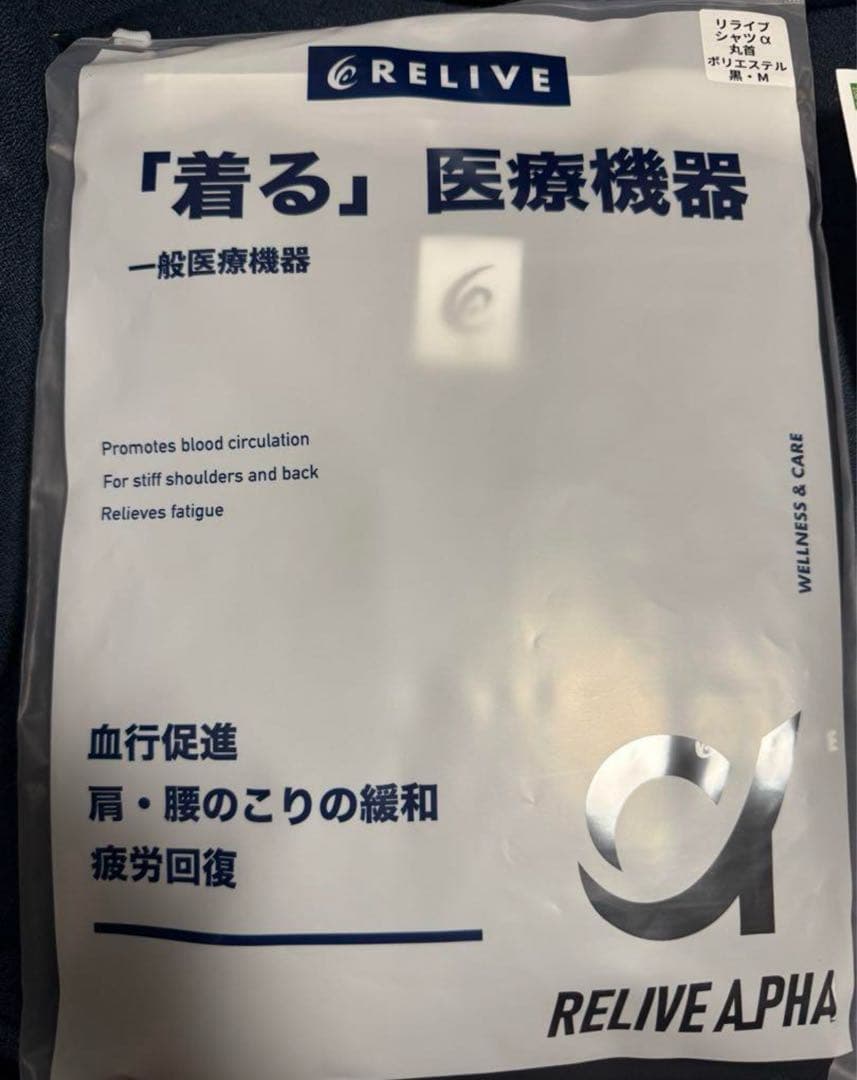 リライブ
シャツα
丸首
ポリエステル
黒・M
RELIVE
「着る」医療機器
一般医療機器
Promotes blood circulation
For stiff shoulders and back
Relieves fatigue
WELLNESS & CARE
血行促進
肩・腰のこりの緩和
疲労回復
α
RELIVE ALPHA